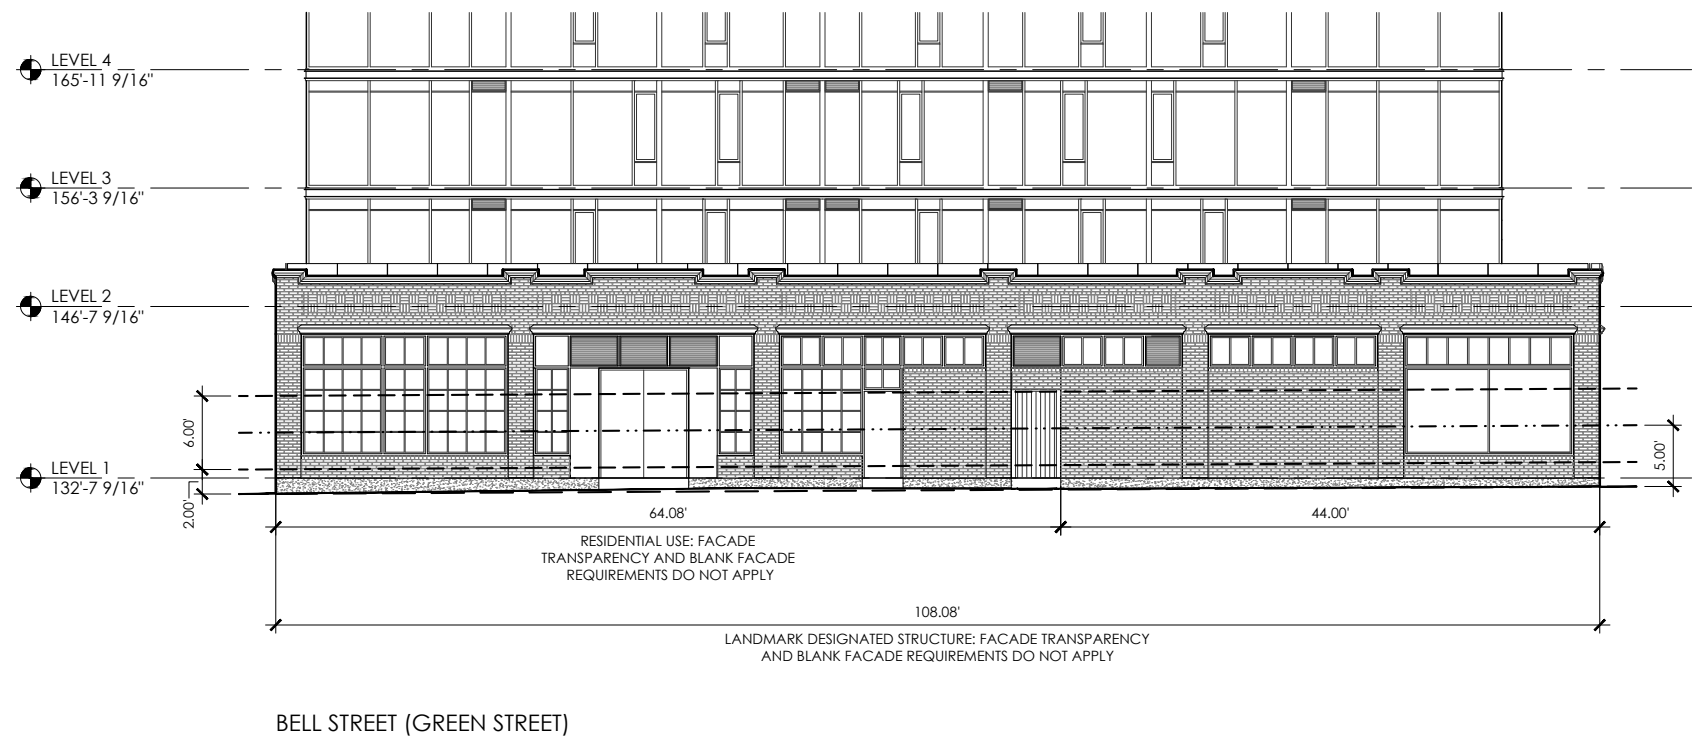 LEVEL 4
165'-11 9/16"
LEVEL 3
156'-3 9/16"
LEVEL 2
146'-7 9/16"
6.00'
5.00'
LEVEL 1
132'-7 9/16"
2.00'
64.08'
44.00'
RESIDENTIAL USE: FACADE
TRANSPARENCY AND BLANK FACADE
REQUIREMENTS DO NOT APPLY
108.08'
LANDMARK DESIGNATED STRUCTURE: FACADE TRANSPARENCY
AND BLANK FACADE REQUIREMENTS DO NOT APPLY
BELL STREET (GREEN STREET)